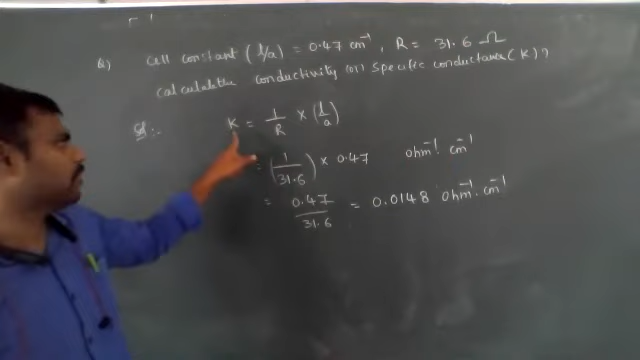 Q) Cell constant (l/a) = 0.47 cm⁻¹, R = 31.6 Ω
calculate the conductivity (or) specific conductance (K)?
Sol:- K = 1/R × (l/a)
= (1/31.6) × 0.47 ohm⁻¹ cm⁻¹
= 0.47/31.6 = 0.0148 ohm⁻¹. cm⁻¹